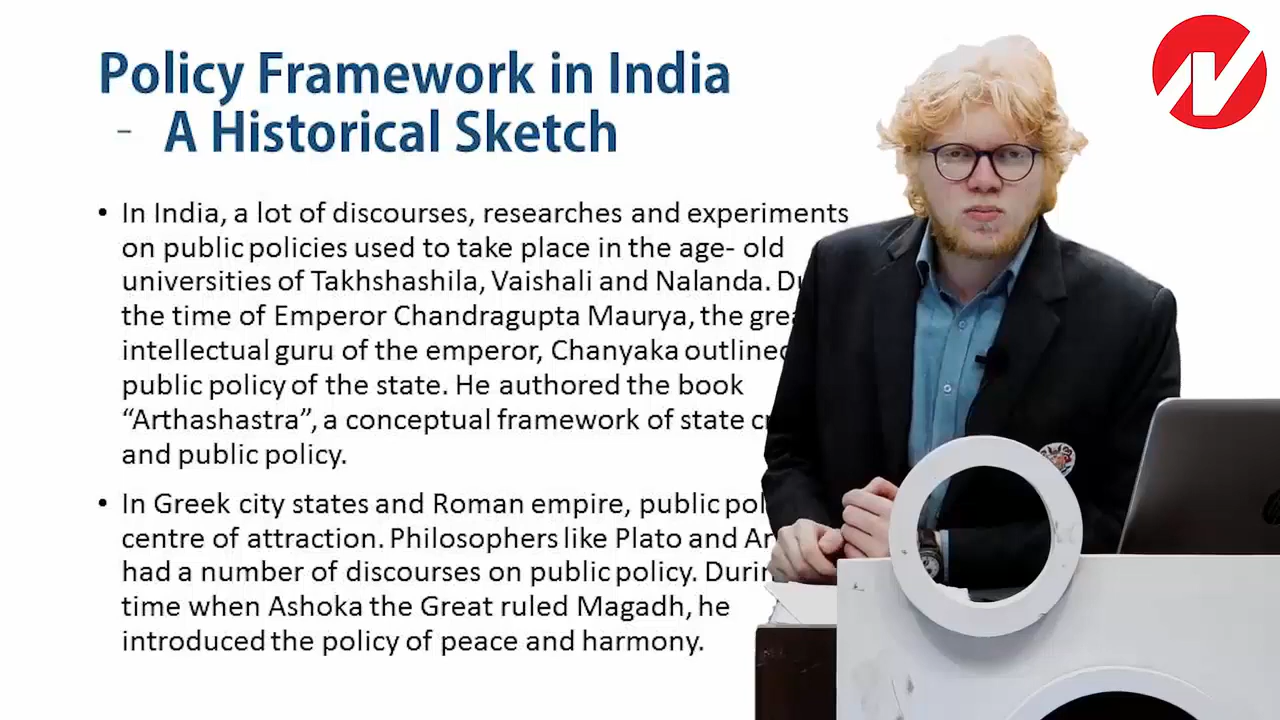 Policy Framework in India
- A Historical Sketch
• In India, a lot of discourses, researches and experiments
on public policies used to take place in the age- old
universities of Takhshashila, Vaishali and Nalanda.
the time of Emperor Chandragupta Maurya, the
intellectual guru of the emperor, Chanyaka outlined
public policy of the state. He authored the book
“Arthashastra”, a conceptual framework of state
and public policy.
• In Greek city states and Roman empire, public
centre of attraction. Philosophers like Plato and
had a number of discourses on public policy.
time when Ashoka the Great ruled Magadh, he
introduced the policy of peace and harmony.